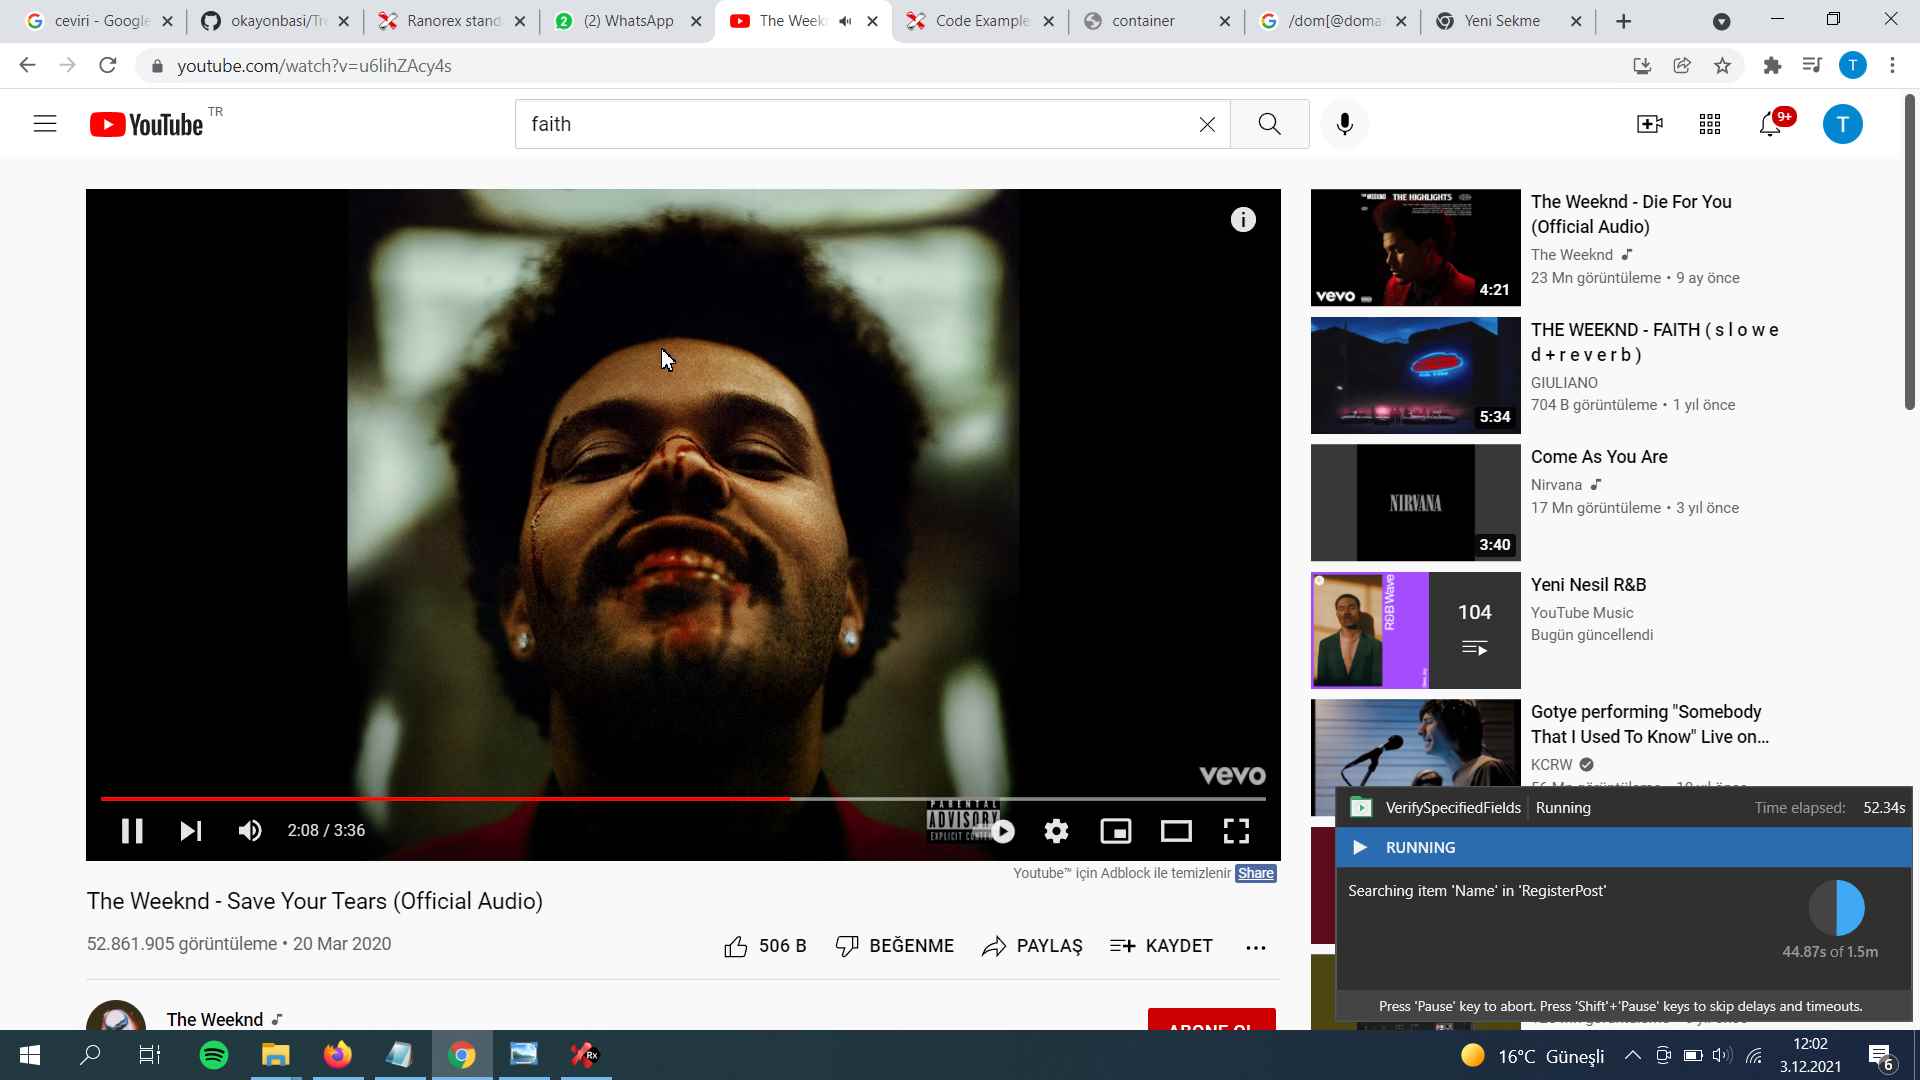 ceviri - Google
okayonbasi/Tre
Ranorex stand
(2) WhatsApp
The Weekn
Code Example
container
/dom[@doma
Yeni Sekme
youtube.com/watch?v=u6lihZAcy4s
T
YouTube TR
faith
9+
T
THE HIGHLIGHTS
vevo
4:21
The Weeknd - Die For You
(Official Audio)
The Weeknd
23 Mn görüntüleme • 9 ay önce
5:34
THE WEEKND - FAITH ( s l o w e
d + r e v e r b )
GIULIANO
704 B görüntüleme • 1 yıl önce
NIRVANA
3:40
Come As You Are
Nirvana
17 Mn görüntüleme • 3 yıl önce
R&B Wave
104
Yeni Nesil R&B
YouTube Music
Bugün güncellendi
Gotye performing "Somebody
That I Used To Know" Live on...
KCRW
vevo
PARENTAL
ADVISORY
EXPLICIT CONTENT
2:08 / 3:36
Youtube™ için Adblock ile temizlenir Share
The Weeknd - Save Your Tears (Official Audio)
52.861.905 görüntüleme • 20 Mar 2020
506 B
BEĞENME
PAYLAŞ
KAYDET
The Weeknd
ABONE OL
VerifySpecifiedFields
Running
Time elapsed: 52.34s
RUNNING
Searching item 'Name' in 'RegisterPost'
44.87s of 1.5m
Press 'Pause' key to abort. Press 'Shift'+'Pause' keys to skip delays and timeouts.
Rx
16°C Güneşli
12:02
3.12.2021
6